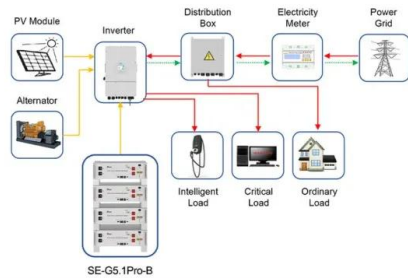 PV Module
Inverter
Distribution
Box
Electricity
Meter
Power
Grid
Alternator
Intelligent
Load
Critical
Load
Ordinary
Load
SE-G5.1Pro-B